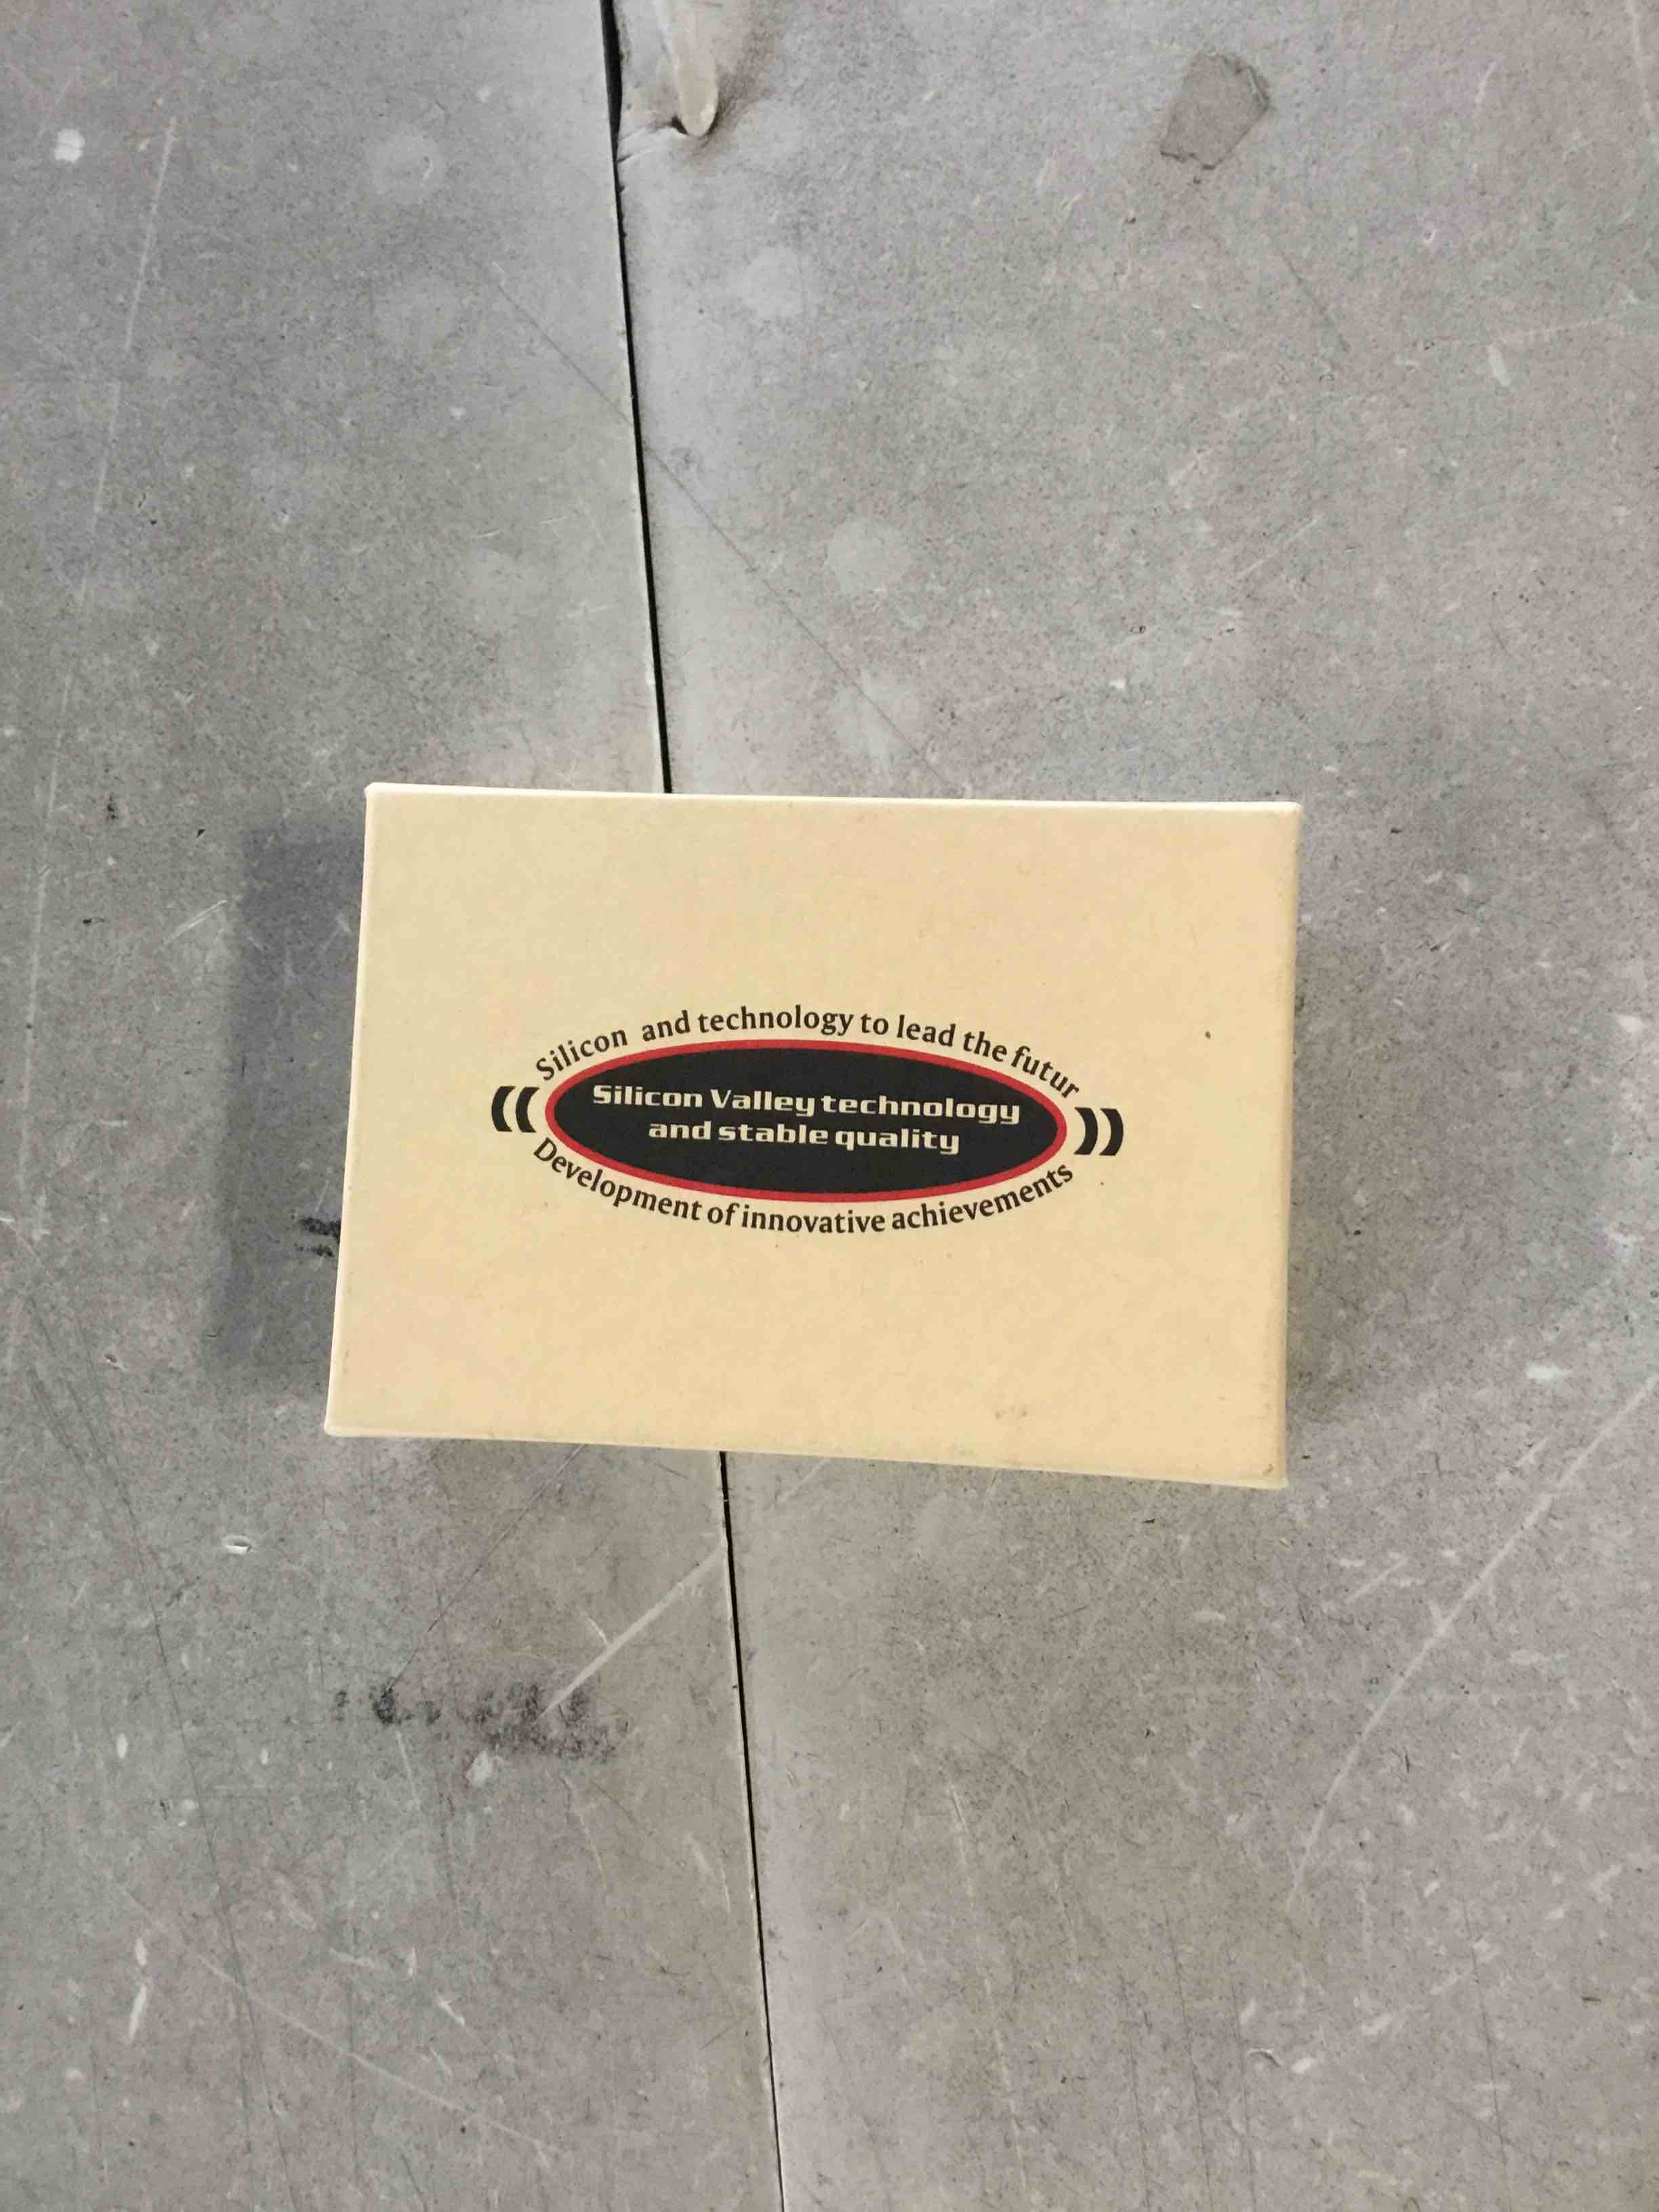 Silicon and technology to lead the futur
Silicon Valley technology
and stable quality
Development of innovative achievements